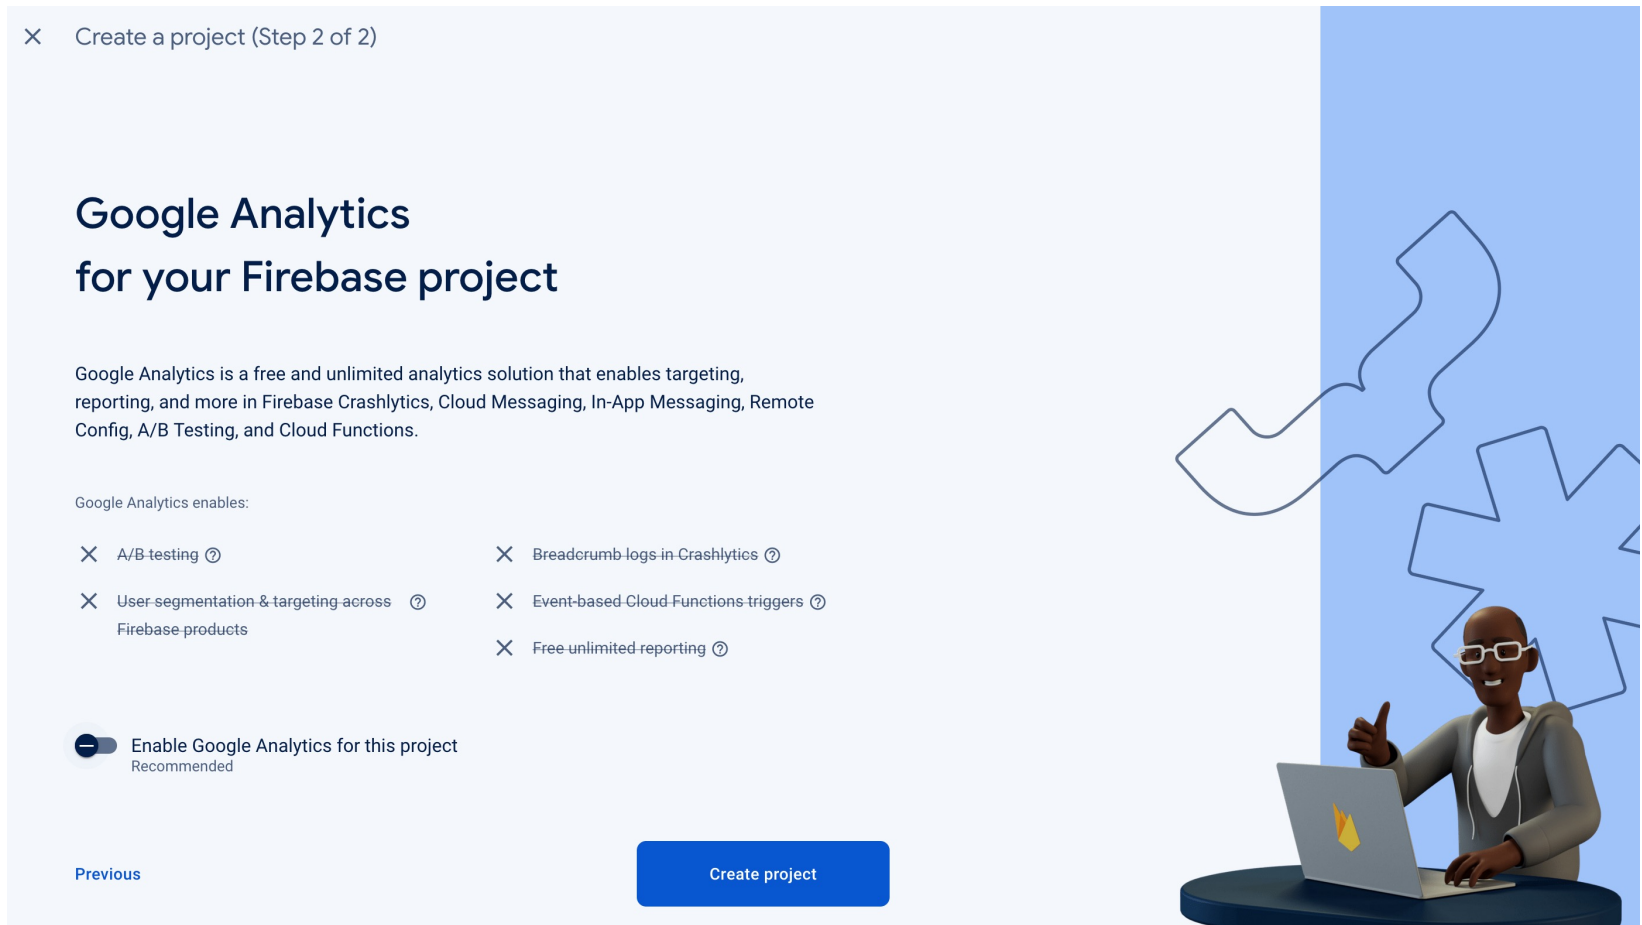 Create a project (Step 2 of 2)
Google Analytics
for your Firebase project
Google Analytics is a free and unlimited analytics solution that enables targeting,
reporting, and more in Firebase Crashlytics, Cloud Messaging, In-App Messaging, Remote
Config, A/B Testing, and Cloud Functions.
Google Analytics enables:
A/B testing
User segmentation & targeting across
Firebase products
Breadcrumb logs in Crashlytics
Event-based Cloud Functions triggers
Free unlimited reporting
Enable Google Analytics for this project
Recommended
Previous
Create project